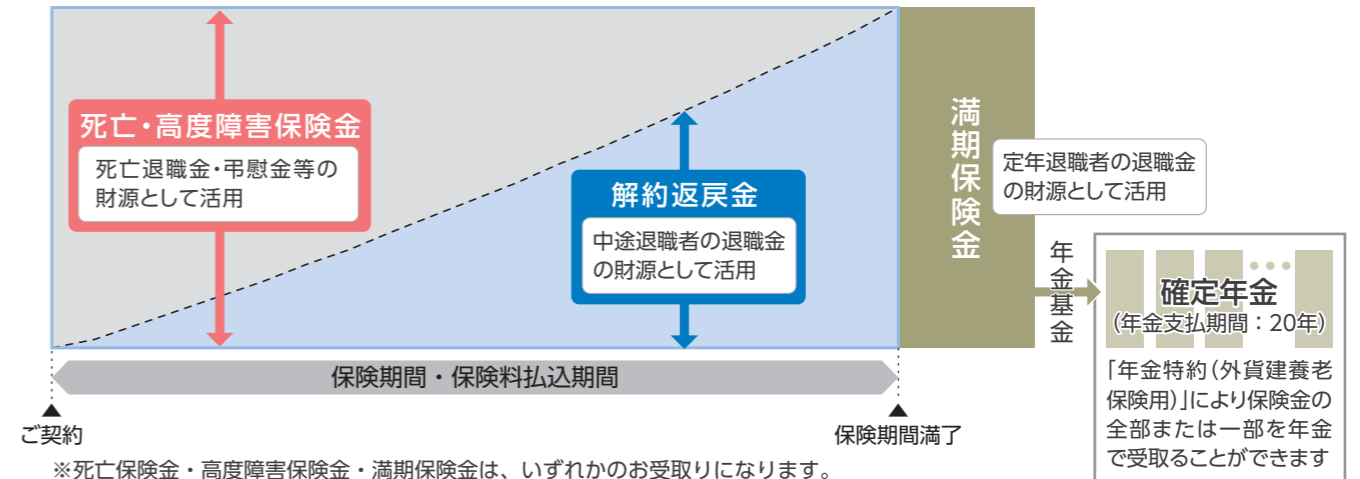 死亡・高度障害保険金
死亡退職金・弔慰金等の
財源として活用
解約返戻金
中途退職者の退職金
の財源として活用
満期保険金
定年退職者の退職金
の財源として活用
年金基金
確定年金
(年金支払期間：20年)
「年金特約(外貨建養老
保険用)」により保険金の
全部または一部を年金
で受取ることができます
保険期間・保険料払込期間
ご契約
保険期間満了
※死亡保険金・高度障害保険金・満期保険金は、いずれかのお受取りになります。